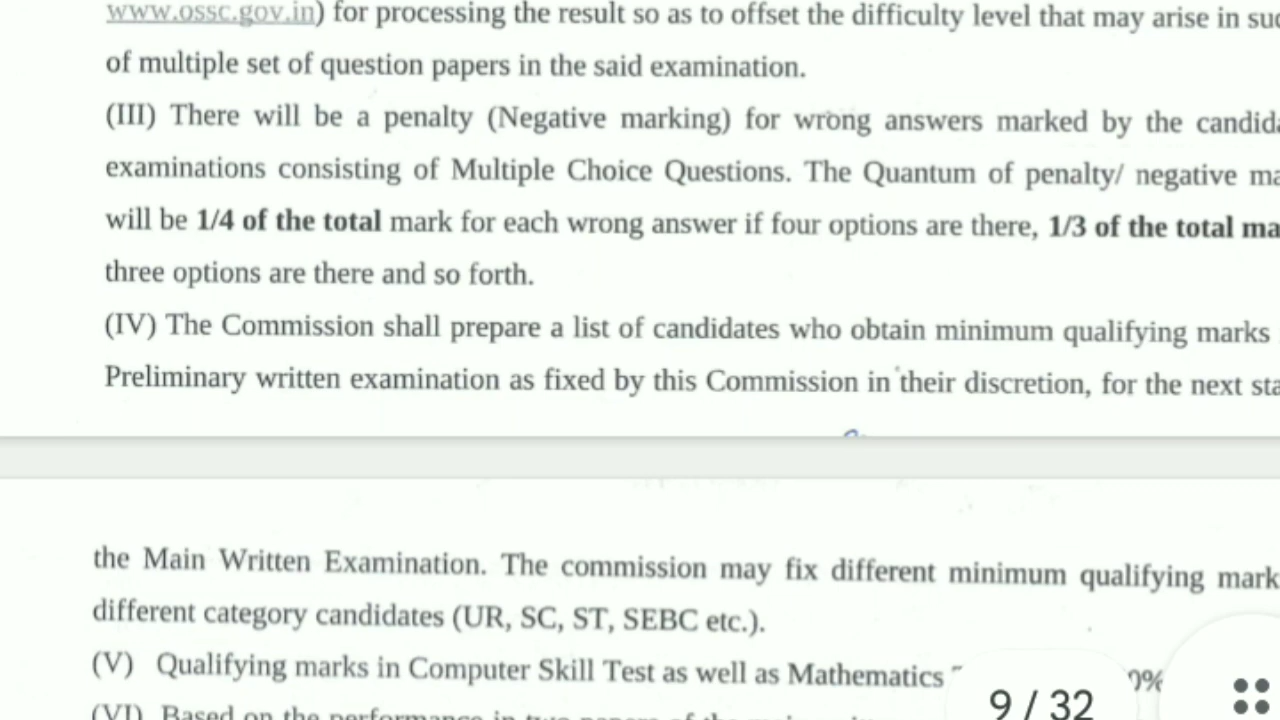 www.ossc.gov.in) for processing the result so as to offset the difficulty level that may arise in
of multiple set of question papers in the said examination.
(III) There will be a penalty (Negative marking) for wrong answers marked by the
examinations consisting of Multiple Choice Questions. The Quantum of penalty/ negative
will be 1/4 of the total mark for each wrong answer if four options are there, 1/3 of the total
three options are there and so forth.
(IV) The Commission shall prepare a list of candidates who obtain minimum qualifying marks
Preliminary written examination as fixed by this Commission in their discretion, for the next
the Main Written Examination. The commission may fix different minimum qualifying mark
different category candidates (UR, SC, ST, SEBC etc.).
(V) Qualifying marks in Computer Skill Test as well as Mathematics
9 / 32
(VI) Based on the performance in two papers of the